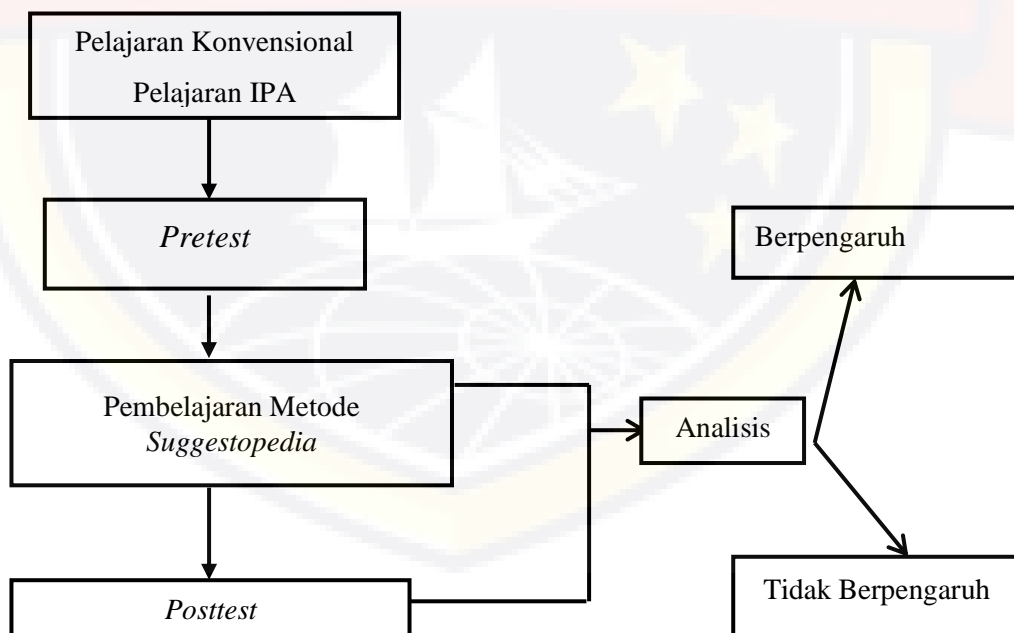 Pelajaran Konvensional
Pelajaran IPA
Pretest
Pembelajaran Metode
Suggestopedia
Posttest
Analisis
Berpengaruh
Tidak Berpengaruh